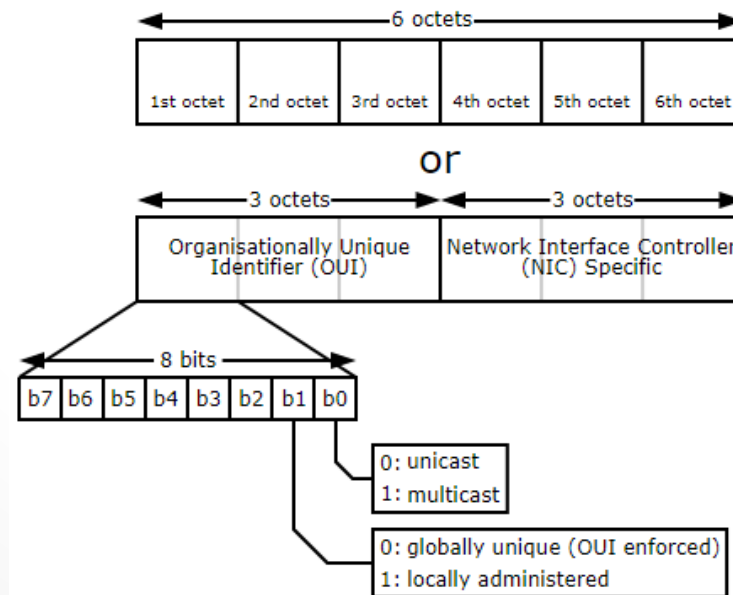 6 octets
1st octet 2nd octet 3rd octet 4th octet 5th octet 6th octet
or
3 octets 3 octets
Organisationally Unique
Identifier (OUI)
Network Interface Controller
(NIC) Specific
8 bits
b7 b6 b5 b4 b3 b2 b1 b0
0: unicast
1: multicast
0: globally unique (OUI enforced)
1: locally administered